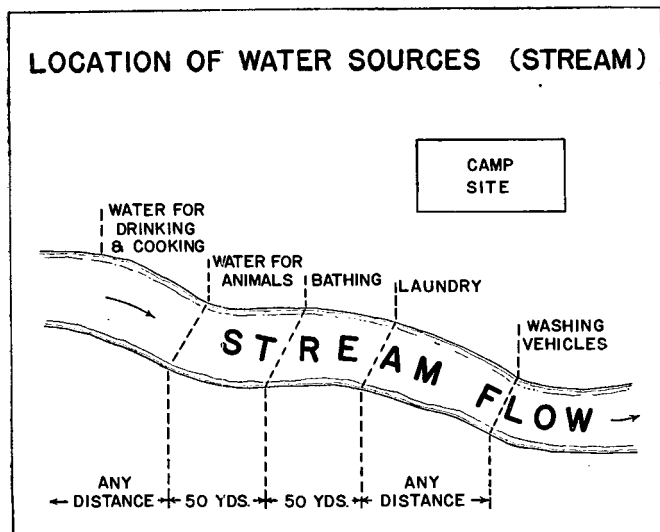 LOCATION OF WATER SOURCES (STREAM)
CAMP
SITE
WATER FOR
DRINKING
& COOKING
WATER FOR
ANIMALS
BATHING
LAUNDRY
WASHING
VEHICLES
STREAM FLOW
ANY
DISTANCE
50 YDS.
50 YDS.
ANY
DISTANCE